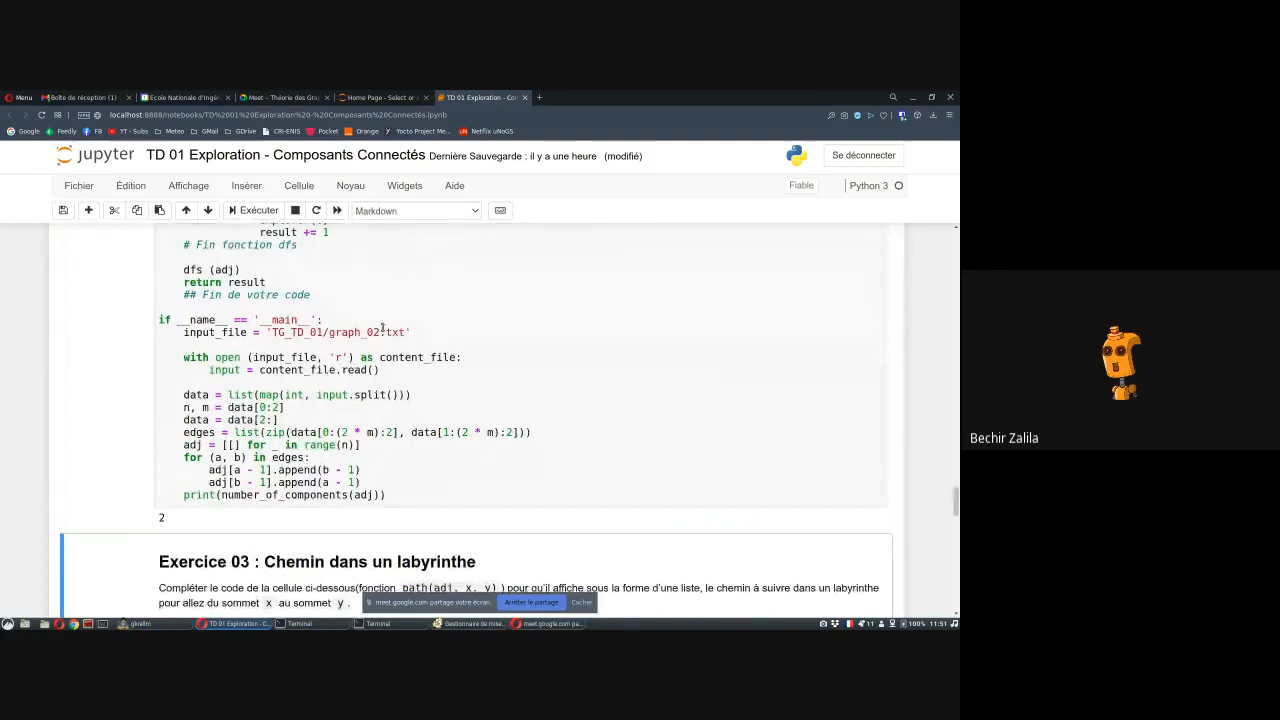 Menu
Boîte de réception (1)
Ecole Nationale d'Ingén
Meet – Théorie des Grap
Home Page - Select or c
TD 01 Exploration - Con
localhost:8888/notebooks/TD%2001%20Exploration%20-%20Composants%20Connectés.ipynb
Google Feedly FB YT - Subs Meteo GMail GDrive CRI-ENIS Pocket Orange Yocto Project Me... Netflix uNoGS
jupyter TD 01 Exploration - Composants Connectés Dernière Sauvegarde : il y a une heure (modifié) Se déconnecter
Fichier Édition Affichage Insérer Cellule Noyau Widgets Aide Fiable Python 3
Exécuter Markdown
result += 1
# Fin fonction dfs
dfs (adj)
return result
## Fin de votre code
if __name__ == '__main__':
input_file = 'TG_TD_01/graph_02.txt'
with open (input_file, 'r') as content_file:
input = content_file.read()
data = list(map(int, input.split()))
n, m = data[0:2]
data = data[2:]
edges = list(zip(data[0:(2 * m):2], data[1:(2 * m):2]))
adj = [[] for _ in range(n)]
for (a, b) in edges:
adj[a - 1].append(b - 1)
adj[b - 1].append(a - 1)
print(number_of_components(adj))
2
Exercice 03 : Chemin dans un labyrinthe
Compléter le code de la cellule ci-dessous(fonction path(adj, x, y) ) pour qu'il affiche sous la forme d'une liste, le chemin à suivre dans un labyrinthe
pour allez du sommet x au sommet y .
meet.google.com partage votre écran. Arrêter le partage Cacher
gkrellm TD 01 Exploration - C... Terminal Terminal Gestionnaire de mise... meet.google.com pa... 11 100% 11:51
Bechir Zalila